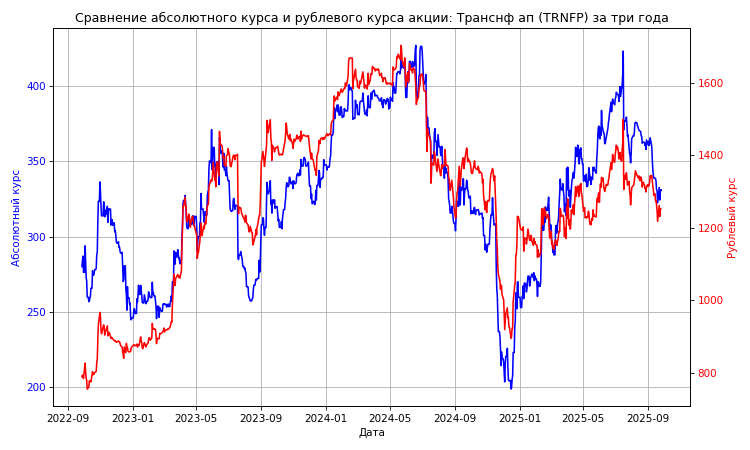 Сравнение абсолютного курса и рублевого курса акции: Транснф ап (TRNFP) за три года
400
350
300
250
200
Абсолютный курс
1600
1400
1200
1000
800
Рублевый курс
2022-09 2023-01 2023-05 2023-09 2024-01 2024-05 2024-09 2025-01 2025-05 2025-09
Дата